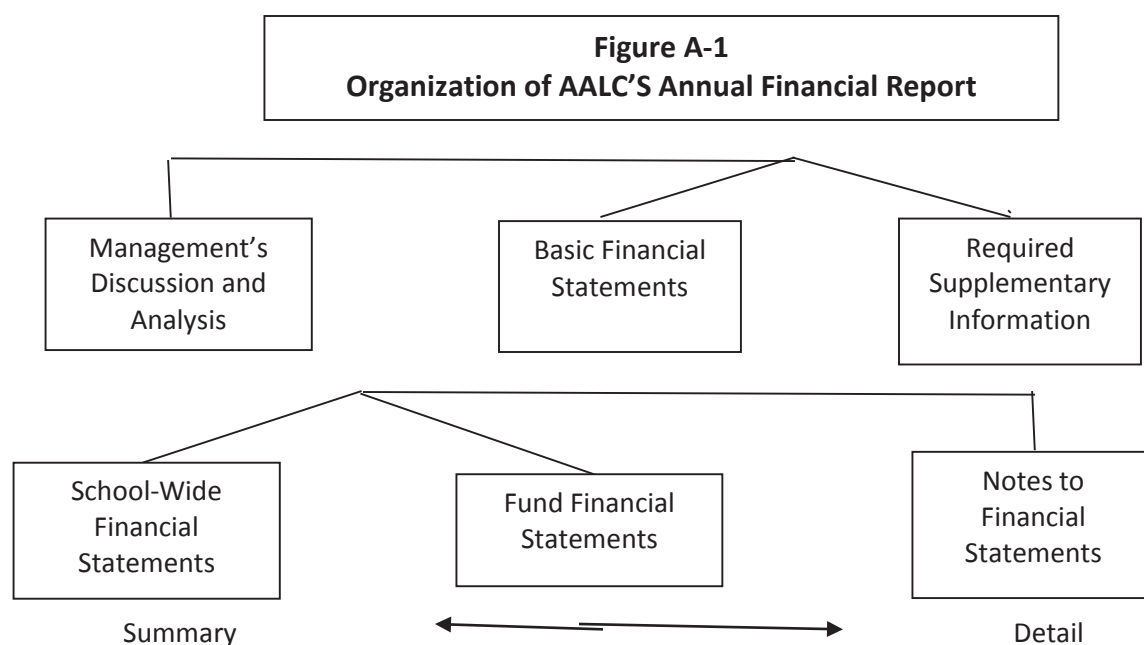 Figure A-1
Organization of AALC’S Annual Financial Report
Management’s
Discussion and
Analysis
Basic Financial
Statements
Required
Supplementary
Information
School-Wide
Financial
Statements
Fund Financial
Statements
Notes to
Financial
Statements
Summary
Detail